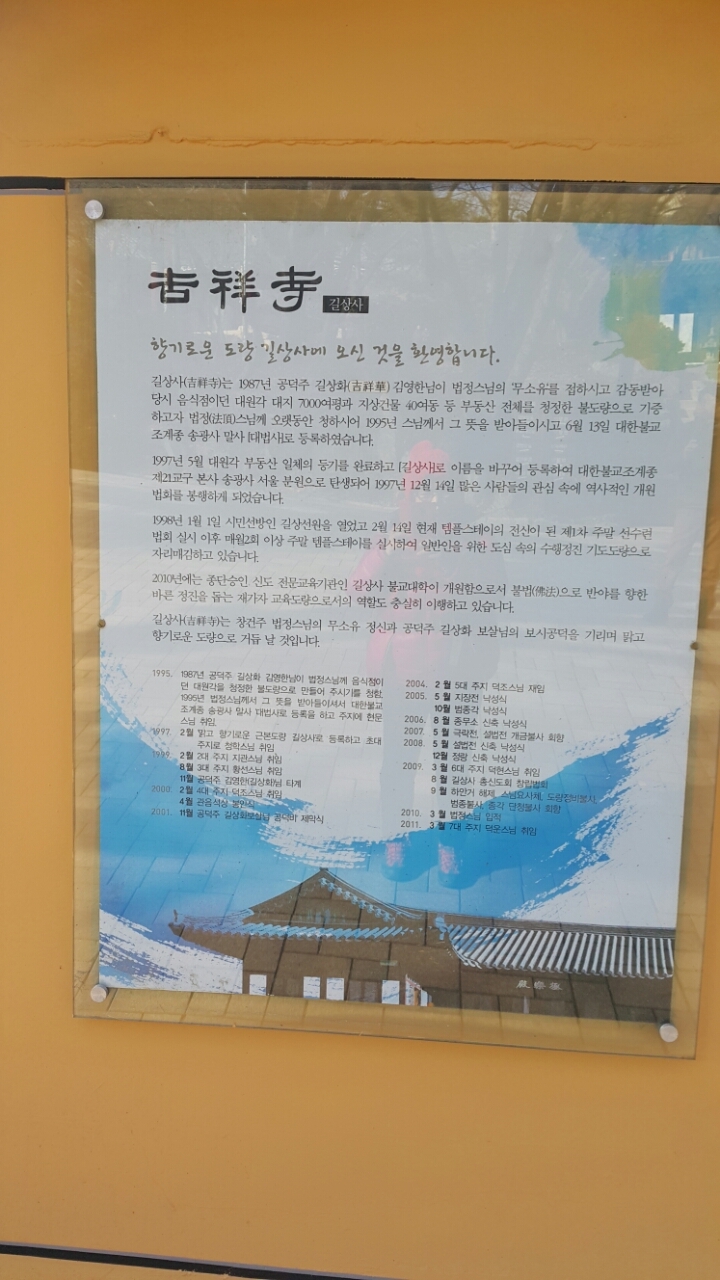 吉祥寺 길상사
향기로운 도량 길상사에 오신 것을 환영합니다.
길상사(吉祥寺)는 1987년 공덕주 길상화(吉祥華) 김영한님이 법정스님의 무소유를 접하시고 감동받아
당시 음식점이던 대원각 대지 7000여평과 지상건물 40여동 등 부동산 전체를 청정한 불도량으로 기증
하고자 법정(法頂)스님께 오랫동안 청하시어 1995년 스님께서 그 뜻을 받아들이시고 6월 13일 대한불교
조계종 송광사 말사 [대법사]로 등록하였습니다.
1997년 5월 대원각 부동산 일체의 등기를 완료하고 [길상사]로 이름을 바꾸어 등록하여 대한불교조계종
제21교구 본사 송광사 서울 분원으로 탄생되어 1997년 12월 14일 많은 사람들의 관심 속에 역사적인 개원
법회를 봉행하게 되었습니다.
1998년 1월 1일 시민선방인 길상선원을 열었고 2월 14일 현재 템플스테이의 전신이 된 제1차 주말 선수련
법회 실시 이후 매월2회 이상 주말 템플스테이를 실시하여 일반인을 위한 도심 속의 수행정진 기도도량으로
자리매김하고 있습니다.
2010년에는 종단승인 신도 전문교육기관인 길상사 불교대학이 개원함으로서 불법(佛法)으로 반야를 향한
바른 정진을 돕는 재가자 교육도량으로서의 역할도 충실히 이행하고 있습니다.
길상사(吉祥寺)는 창건주 법정스님의 무소유 정신과 공덕주 길상화 보살님의 보시공덕을 기리며 맑고
향기로운 도량으로 거듭 날 것입니다.
1995. 1987년 공덕주 길상화 김영한님이 법정스님께 음식점이
던 대원각을 청정한 불도량으로 만들어 주시기를 청함.
1995년 법정스님께서 그 뜻을 받아들이셔서 대한불교
조계종 송광사 말사 '대법사'로 등록을 하고 주지에 현문
스님 취임.
1997. 2월 '맑고 향기로운 근본도량 길상사'로 등록하고 초대
주지로 청학스님 취임
1999. 2월 2대 주지 지관스님 취임
8월 3대 주지 황선스님 취임
11월 공덕주 김영한(길상화)님 타계
2000. 2월 4대 주지 덕조스님 취임
4월 관음석상 봉안식
2001. 11월 공덕주 길상화보살님 공덕비 제막식
2004. 2월 5대 주지 덕조스님 재임
2005. 5월 지장전 낙성식
10월 범종각 낙성식
2006. 8월 종무소 신축 낙성식
2007. 5월 극락전, 설법전 개금불사 회향
2008. 5월 설법전 신축 낙성식
12월 정랑 신축 낙성식
2009. 3월 6대 주지 덕현스님 취임
8월 길상사 총신도회 창립법회
9월 하안거 해제, 스님요사채, 도량정비불사,
범종불사, 종각 단청불사 회향
2010. 3월 법정스님 입적
2011. 3월 7대 주지 덕운스님 취임